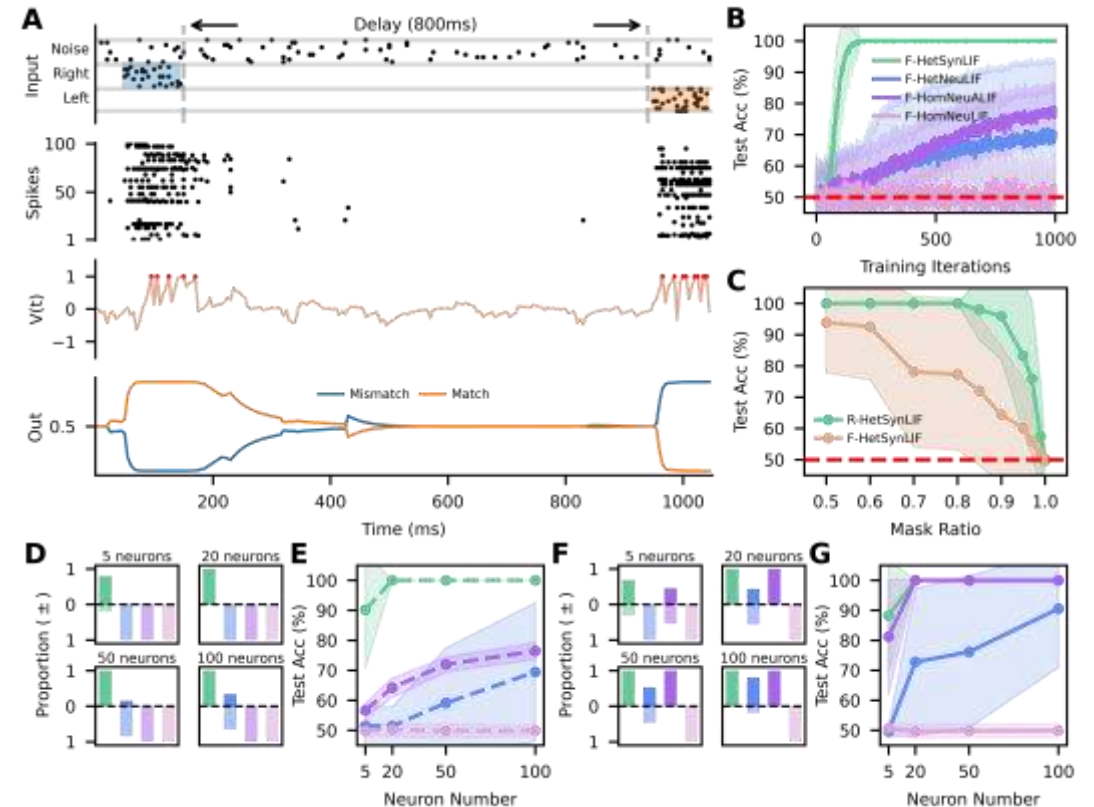 A
Delay (800ms)
Input
Noise
Right
Left
Spikes
100
50
1
V(t)
1
0
−1
Out
0.5
Mismatch
Match
200
400
600
800
1000
Time (ms)
B
Test Acc (%)
100
90
80
70
60
50
F-HetSynLIF
F-HetNeuLIF
F-HomNeuALIF
F-HomNeuLIF
0
500
1000
Training Iterations
C
Test Acc (%)
100
90
80
70
60
50
R-HetSynLIF
F-HetSynLIF
0.5
0.6
0.7
0.8
0.9
1.0
Mask Ratio
D
Proportion ( ± )
5 neurons
20 neurons
1
0
1
50 neurons
100 neurons
1
0
1
E
Test Acc (%)
100
90
80
70
60
50
5
20
50
100
Neuron Number
F
Proportion ( ± )
5 neurons
20 neurons
1
0
1
50 neurons
100 neurons
1
0
1
G
Test Acc (%)
100
90
80
70
60
50
5
20
50
100
Neuron Number